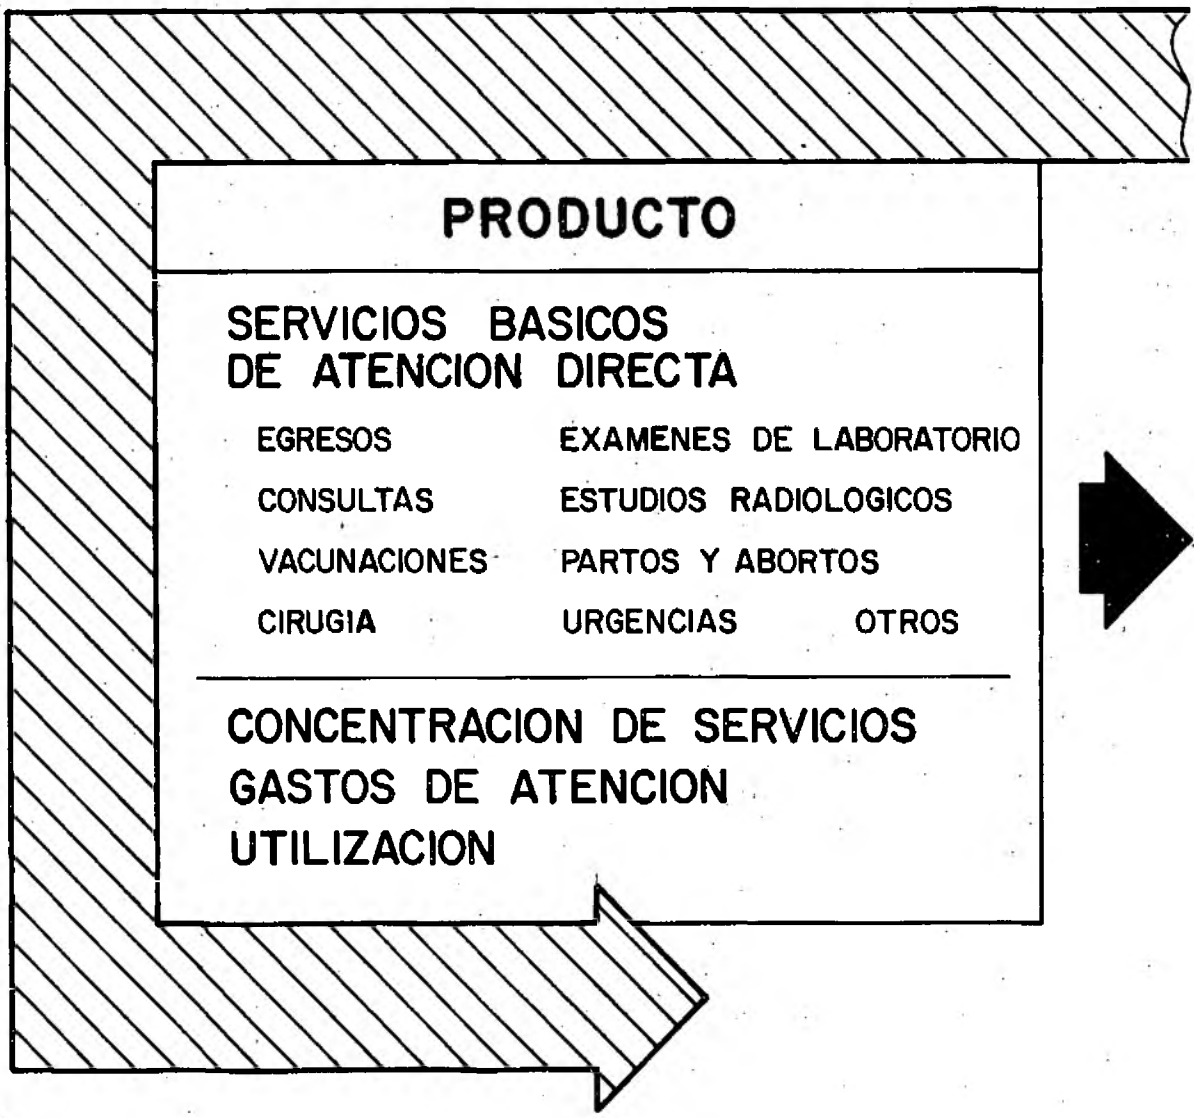 PRODUCTO
SERVICIOS BASICOS
DE ATENCION DIRECTA
EGRESOS EXAMENES DE LABORATORIO
CONSULTAS ESTUDIOS RADIOLOGICOS
VACUNACIONES PARTOS Y ABORTOS
CIRUGIA URGENCIAS OTROS
CONCENTRACION DE SERVICIOS
GASTOS DE ATENCION
UTILIZACION